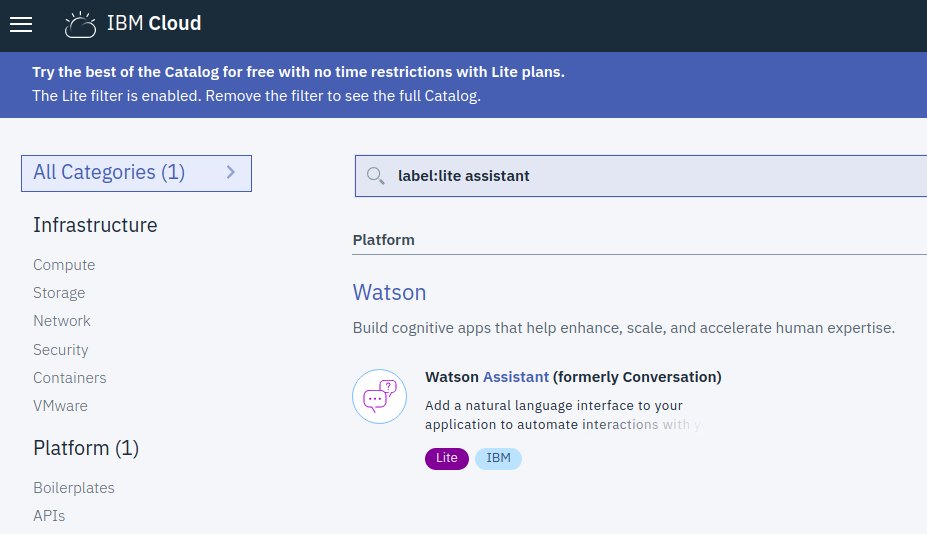 IBM Cloud
Try the best of the Catalog for free with no time restrictions with Lite plans.
The Lite filter is enabled. Remove the filter to see the full Catalog.
All Categories (1)
Infrastructure
Compute
Storage
Network
Security
Containers
VMware
Platform (1)
Boilerplates
APIs
label:lite assistant
Platform
Watson
Build cognitive apps that help enhance, scale, and accelerate human expertise.
?
Watson Assistant (formerly Conversation)
Add a natural language interface to your
application to automate interactions with
Lite IBM